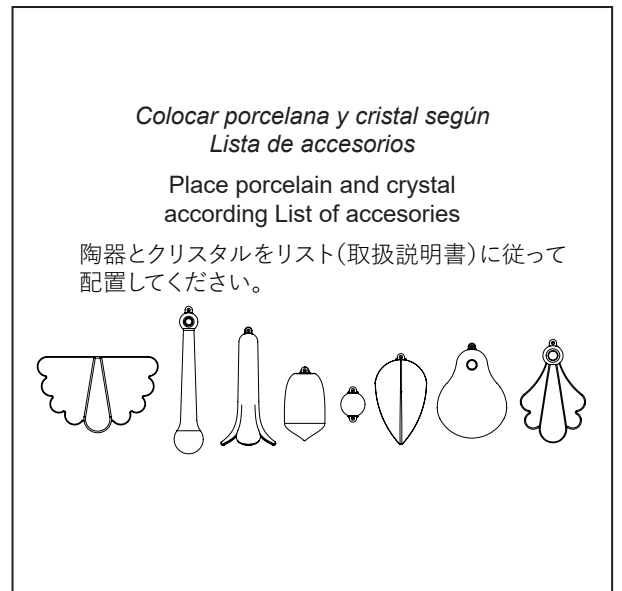 Colocar porcelana y cristal según
Lista de accesorios
Place porcelain and crystal
according List of accesories
陶器とクリスタルをリスト(取扱説明書)に従って
配置してください。